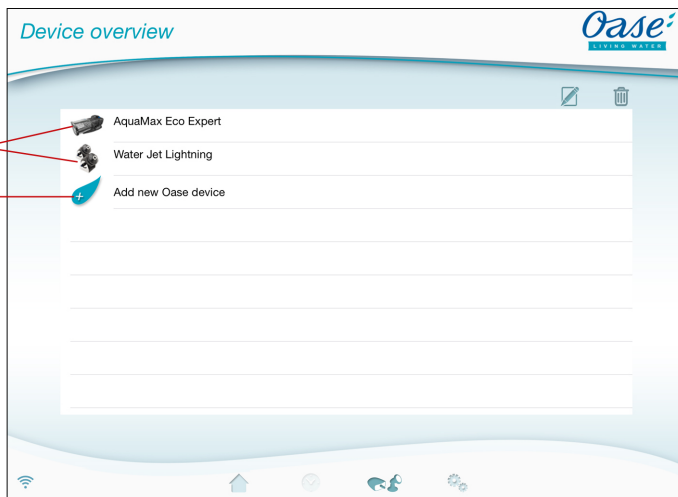 Device overview
Oase
LIVING WATER
AquaMax Eco Expert
Water Jet Lightning
Add new Oase device